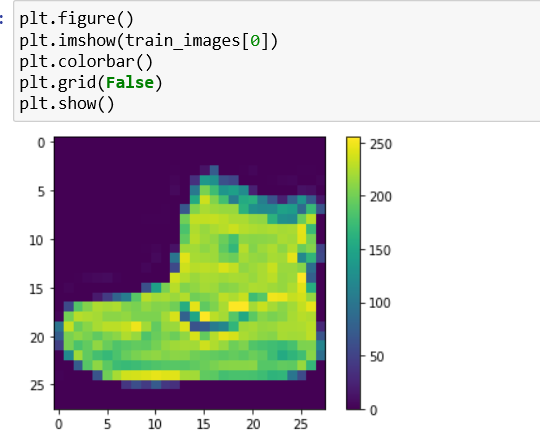 :
plt.figure()
plt.imshow(train_images[0])
plt.colorbar()
plt.grid(False)
plt.show()
0
5
10
15
20
25
0 5 10 15 20 25
250
200
150
100
50
0